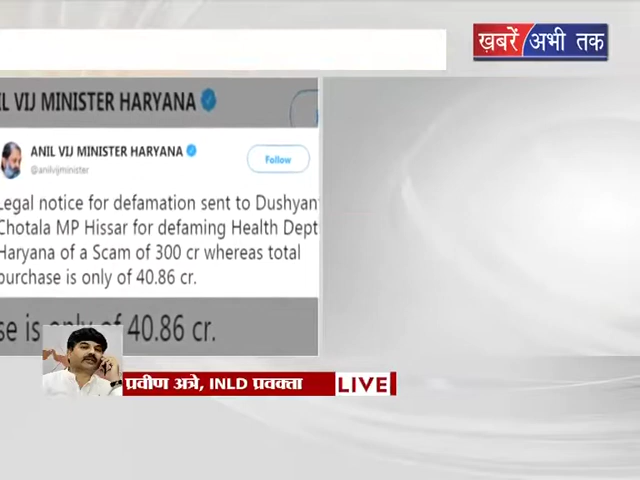 ख़बरें अभी तक
IL VIJ MINISTER HARYANA
ANIL VIJ MINISTER HARYANA
@anilvijminister
Follow
Legal notice for defamation sent to Dushyan
Chotala MP Hissar for defaming Health Dept
Haryana of a Scam of 300 cr whereas total
purchase is only of 40.86 cr.
se is only of 40.86 cr.
प्रवीण अत्रे, INLD प्रवक्ता LIVE